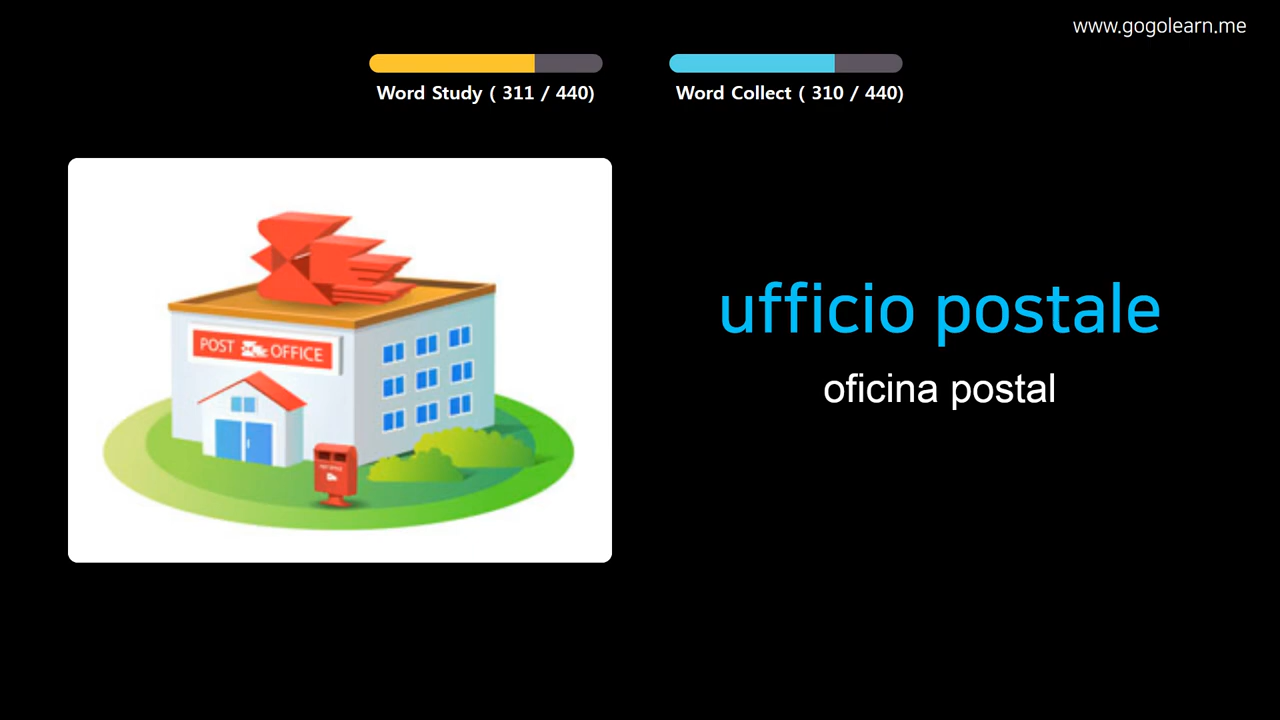 www.gogolearn.me
Word Study ( 311 / 440)
Word Collect ( 310 / 440)
POST OFFICE
ufficio postale
oficina postal